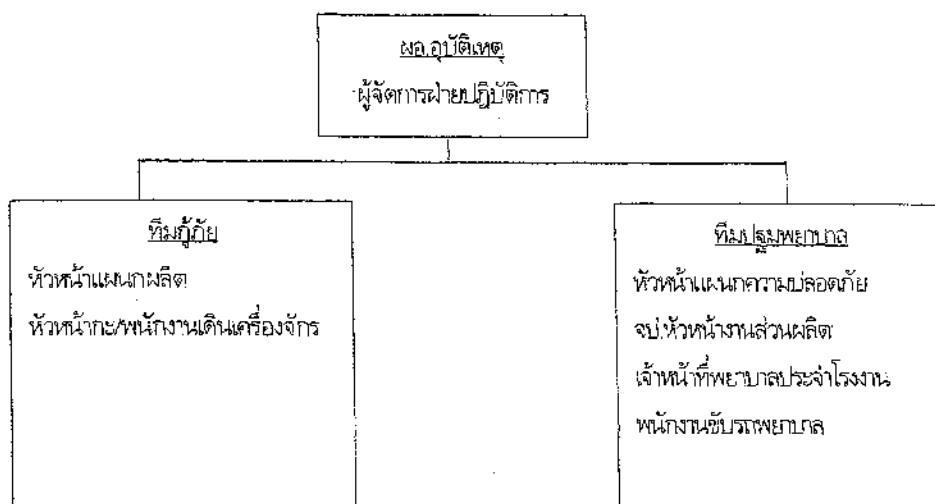 ผอ.อุบัติเหตุ
ผู้จัดการฝ่ายปฏิบัติการ
ทีมกู้ภัย
หัวหน้าแผนกผลิต
หัวหน้ากะ/พนักงานเดินเครื่องจักร
ทีมปฐมพยาบาล
หัวหน้าแผนกความปลอดภัย
จป.หัวหน้างานส่วนผลิต
เจ้าหน้าที่พยาบาลประจำโรงงาน
พนักงานขับรถพยาบาล